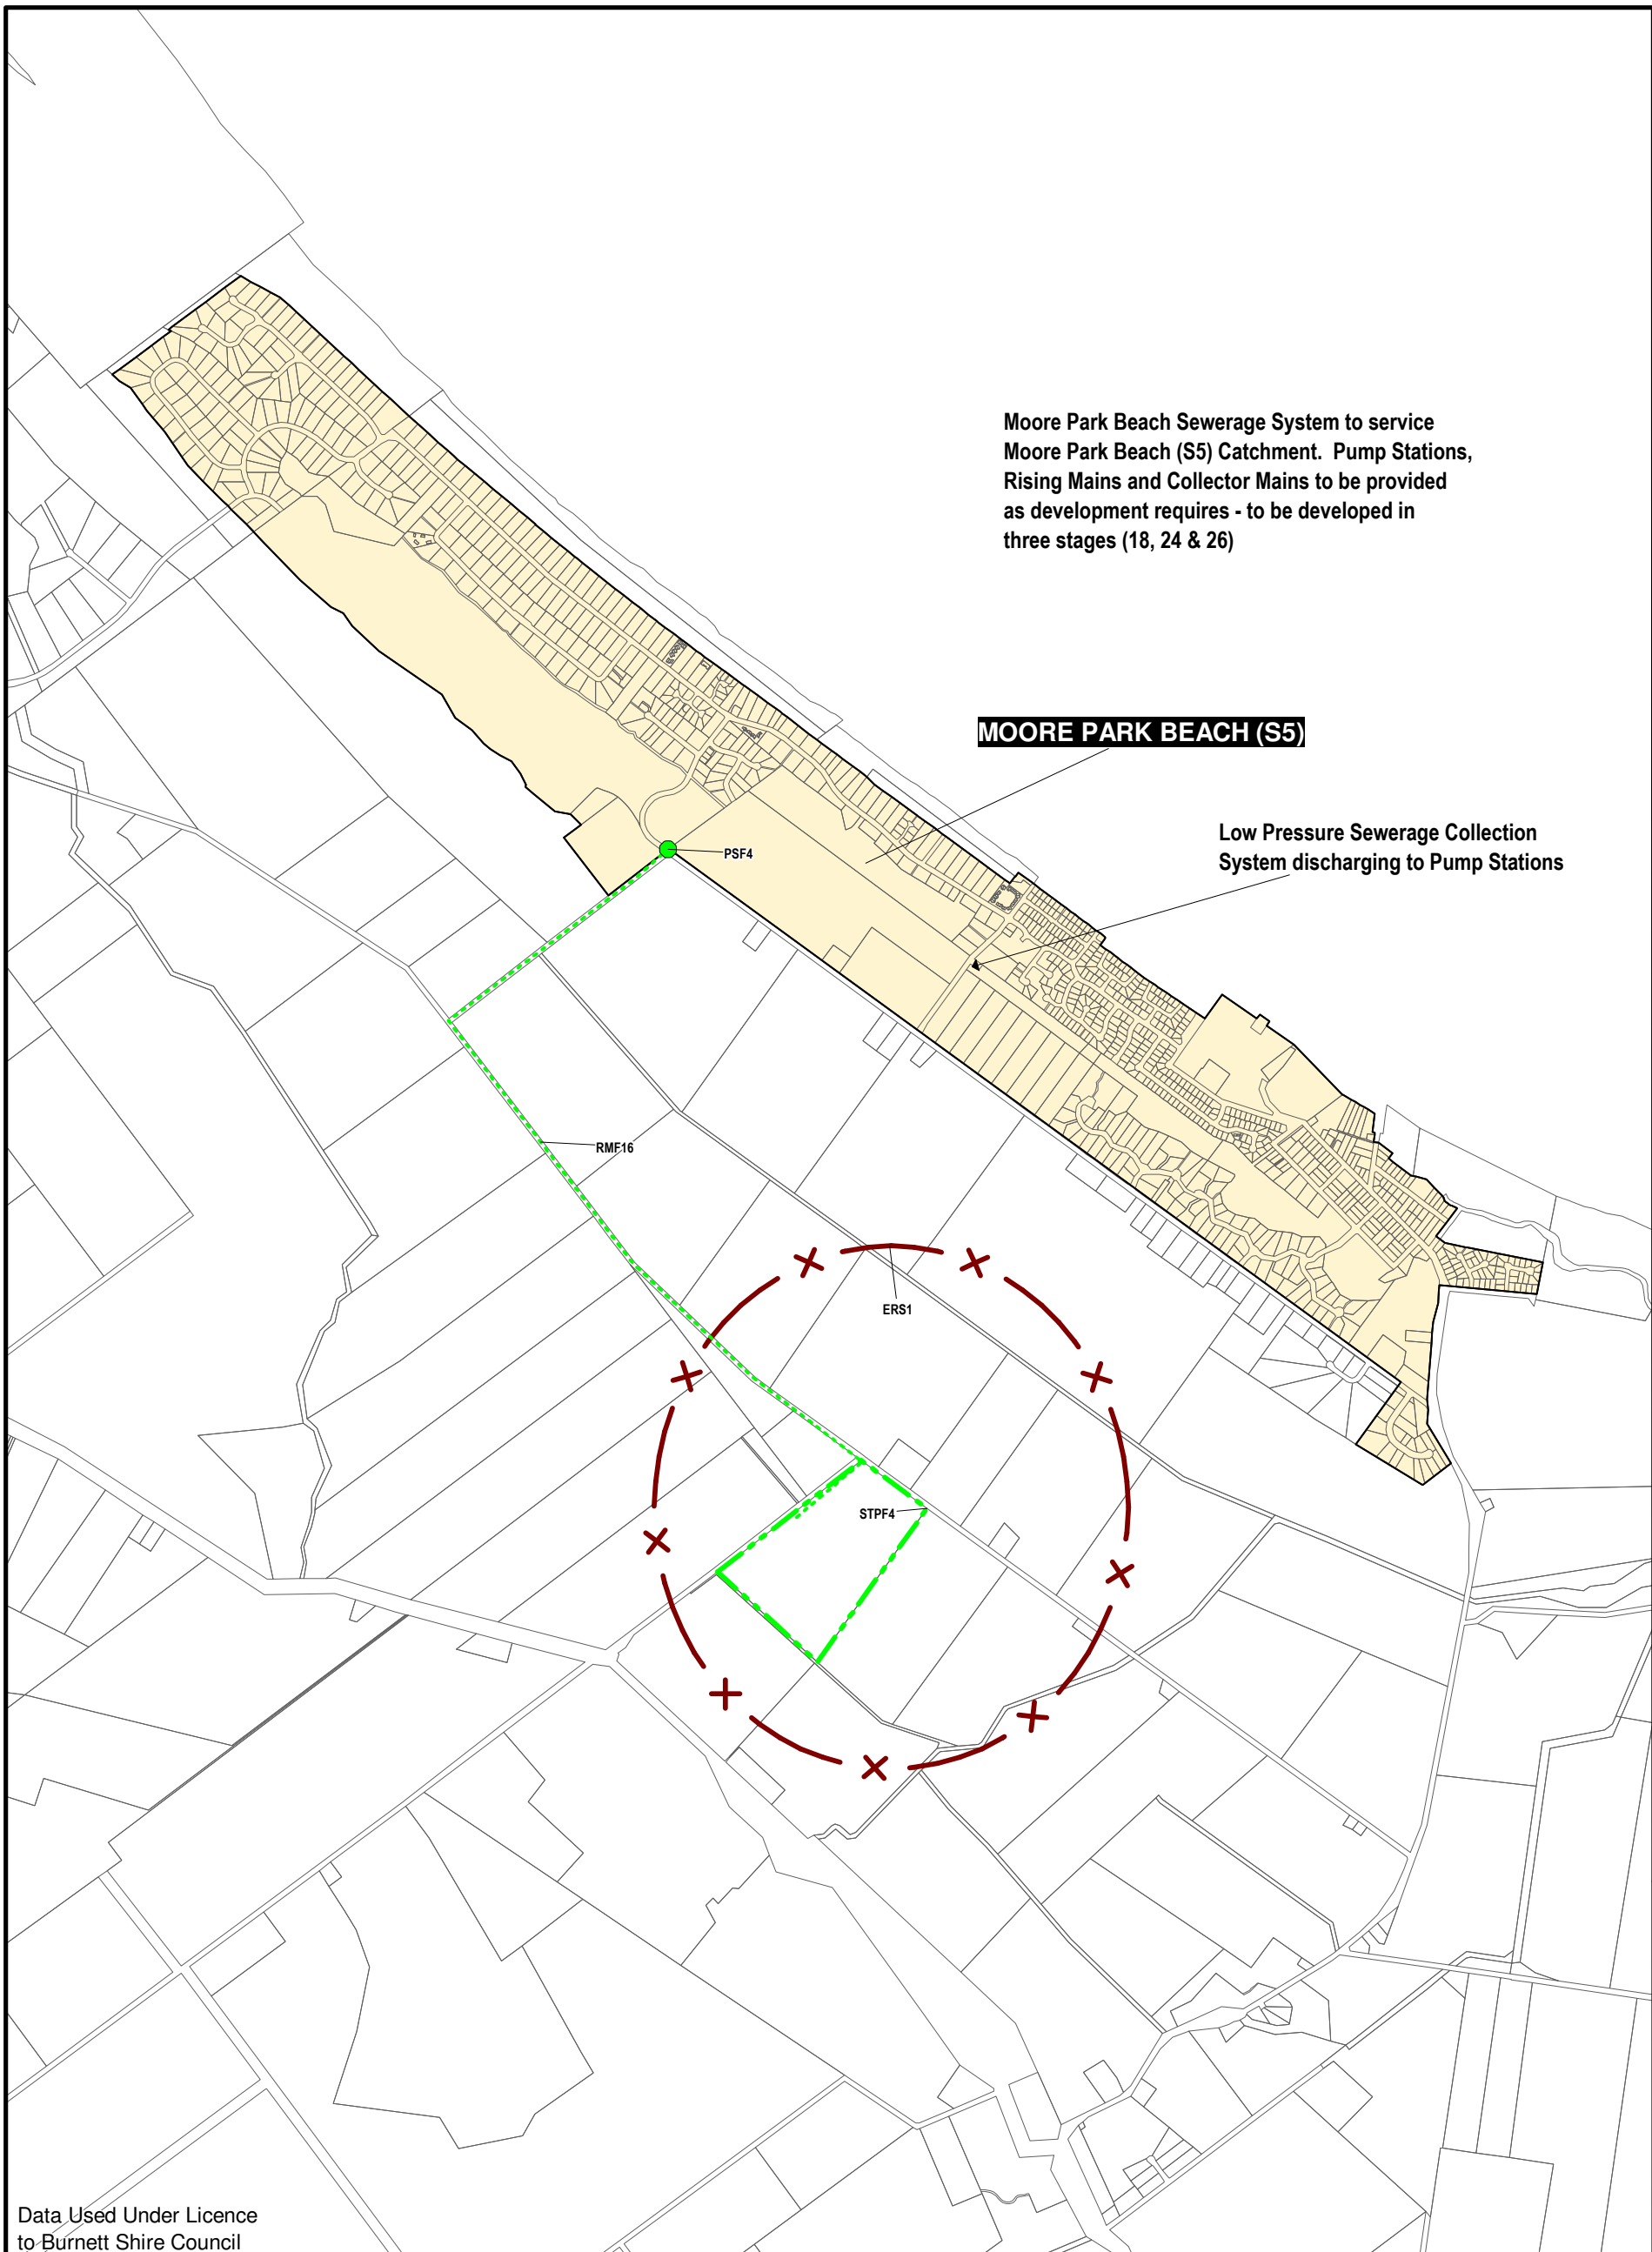 Moore Park Beach Sewerage System to service
Moore Park Beach (S5) Catchment.  Pump Stations,
Rising Mains and Collector Mains to be provided
as development requires - to be developed in
three stages (18, 24 & 26)
MOORE PARK BEACH (S5)
Low Pressure Sewerage Collection
System discharging to Pump Stations
PSF4
RMF16
ERS1
STPF4
Data Used Under Licence
to Burnett Shire Council